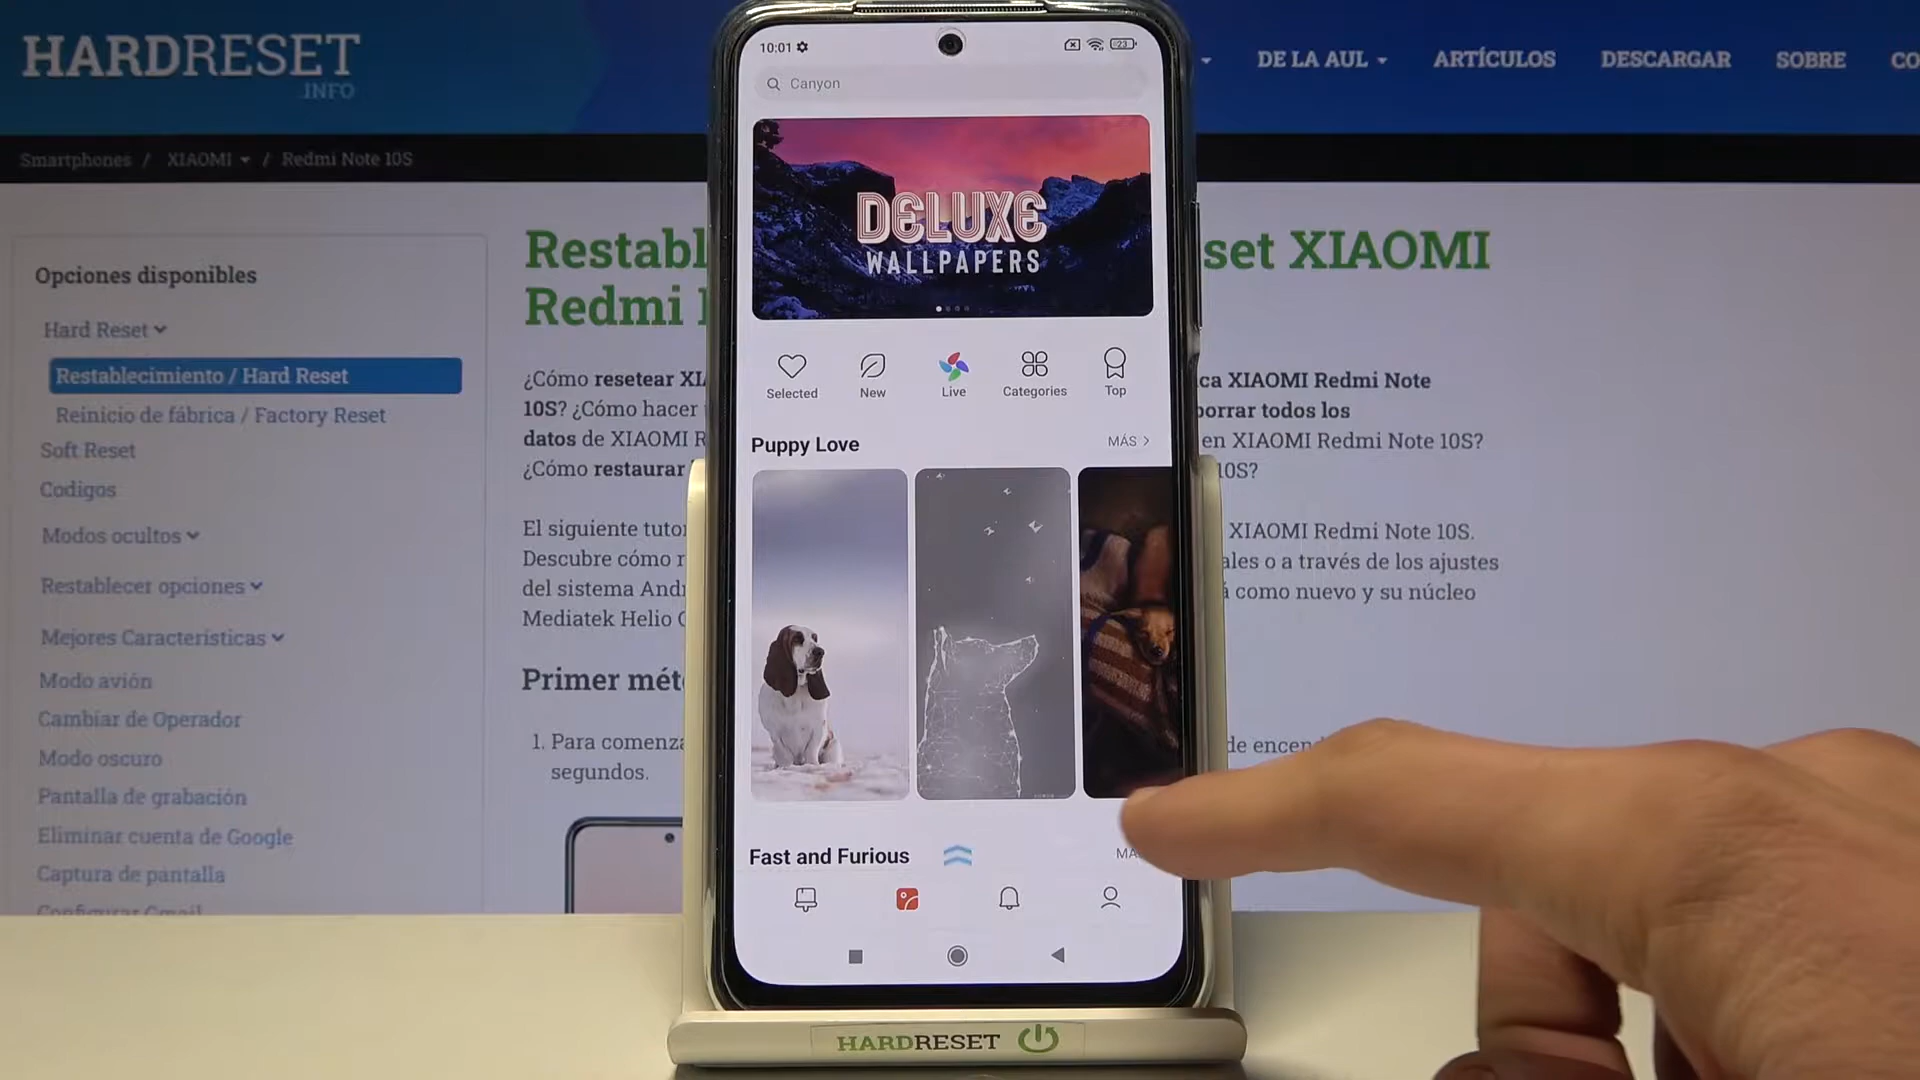 HARDRESET
.INFO
DE LA AUL
ARTÍCULOS
DESCARGAR
SOBRE
CO
Smartphones / XIAOMI / Redmi Note 10S
Opciones disponibles
Hard Reset
Restablecimiento / Hard Reset
Reinicio de fábrica / Factory Reset
Soft Reset
Codigos
Modos ocultos
Restablecer opciones
Mejores Características
Modo avión
Cambiar de Operador
Modo oscuro
Pantalla de grabación
Eliminar cuenta de Google
Captura de pantalla
Configurar Gmail
Restabl
set XIAOMI
Redmi
¿Cómo resetear XI
ca XIAOMI Redmi Note
10S? ¿Cómo hacer
borrar todos los
datos de XIAOMI R
en XIAOMI Redmi Note 10S?
¿Cómo restaurar
10S?
El siguiente tutor
XIAOMI Redmi Note 10S.
Descubre cómo r
ales o a través de los ajustes
del sistema Andr
á como nuevo y su núcleo
Mediatek Helio
Primer mét
1. Para comenza
de encen
segundos.
10:01
23
Canyon
DELUXE
WALLPAPERS
Selected
New
Live
Categories
Top
Puppy Love
MÁS >
Fast and Furious
MÁ
HARDRESET